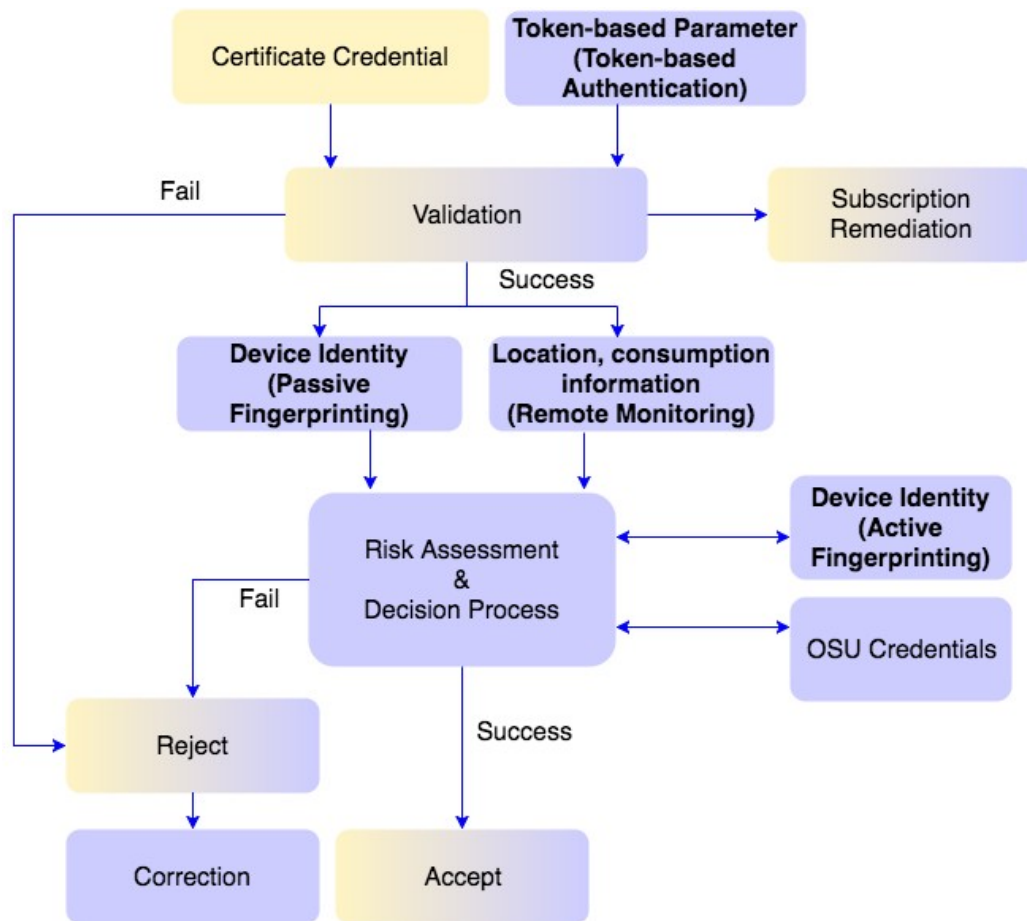 Certificate Credential
Token-based Parameter
(Token-based
Authentication)
Fail
Validation
Subscription
Remediation
Success
Device Identity
(Passive
Fingerprinting)
Location, consumption
information
(Remote Monitoring)
Risk Assessment
&
Decision Process
Device Identity
(Active
Fingerprinting)
Fail
OSU Credentials
Reject
Success
Correction
Accept